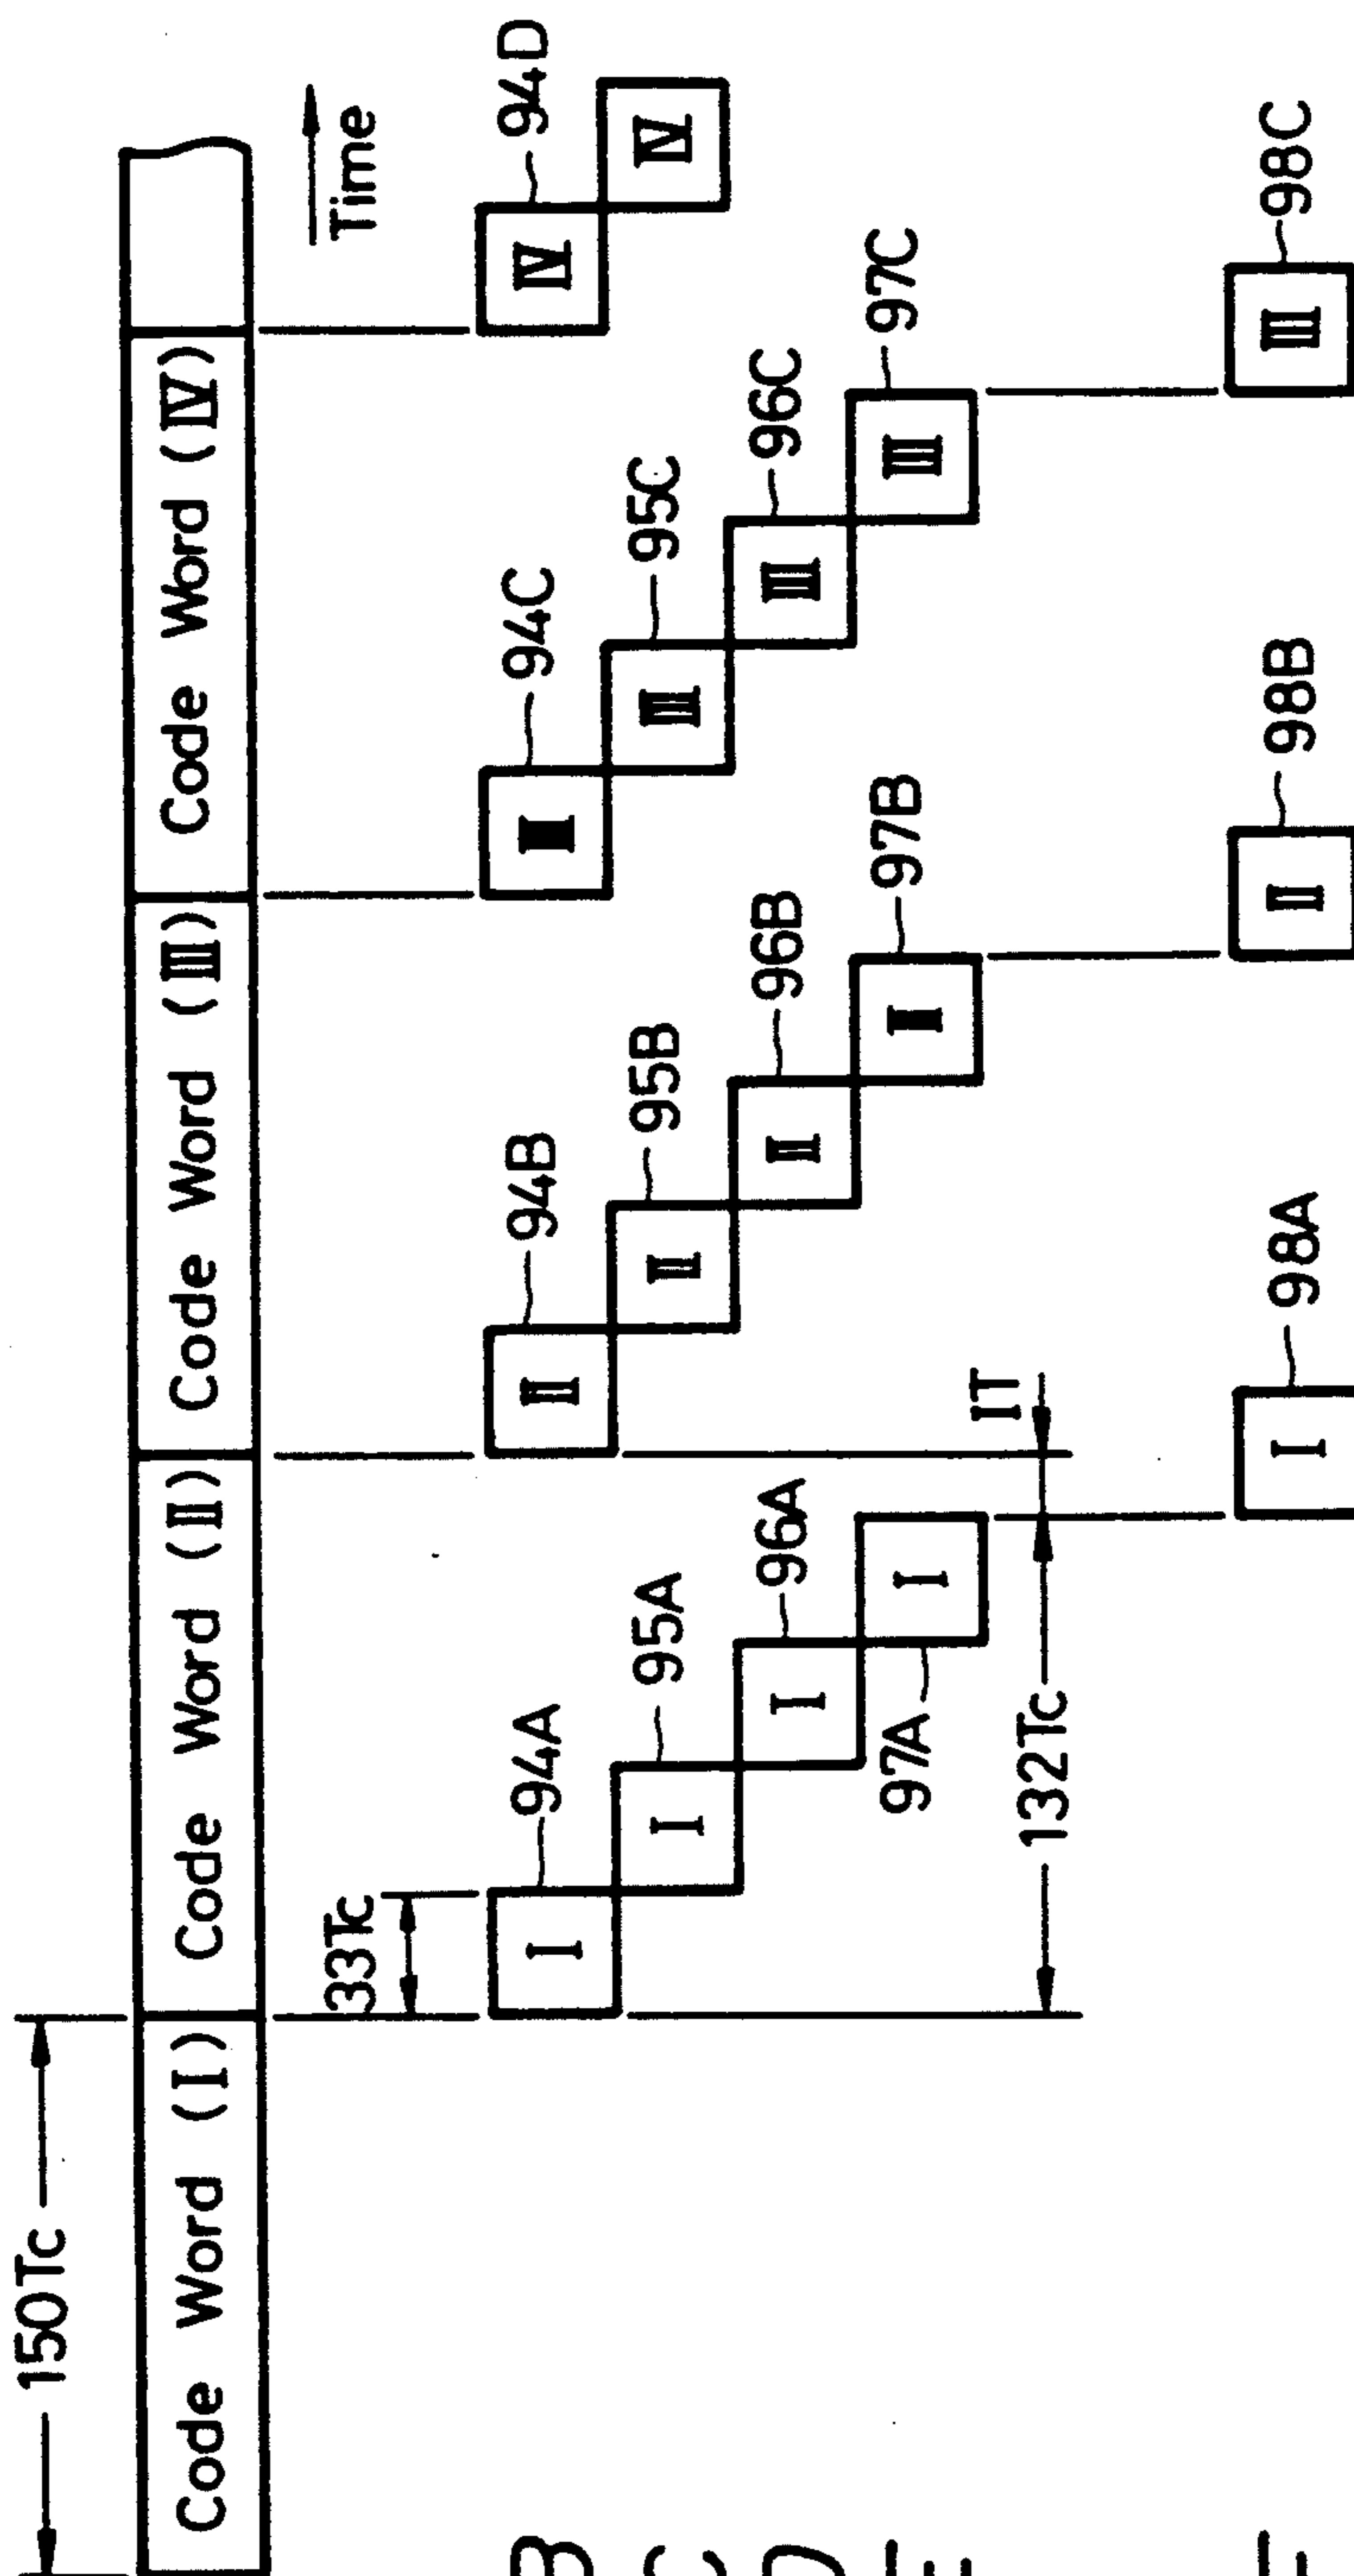 150Tc
Code Word (I) Code Word (II) Code Word (III) Code Word (IV)
Time
33Tc
94A 94B 94C 94D
B I II III IV
95A 95B 95C
C I II III IV
96A 96B 96C
D I II III
97A 97B 97C
I II III
132Tc IT
98A 98B 98C
I II III